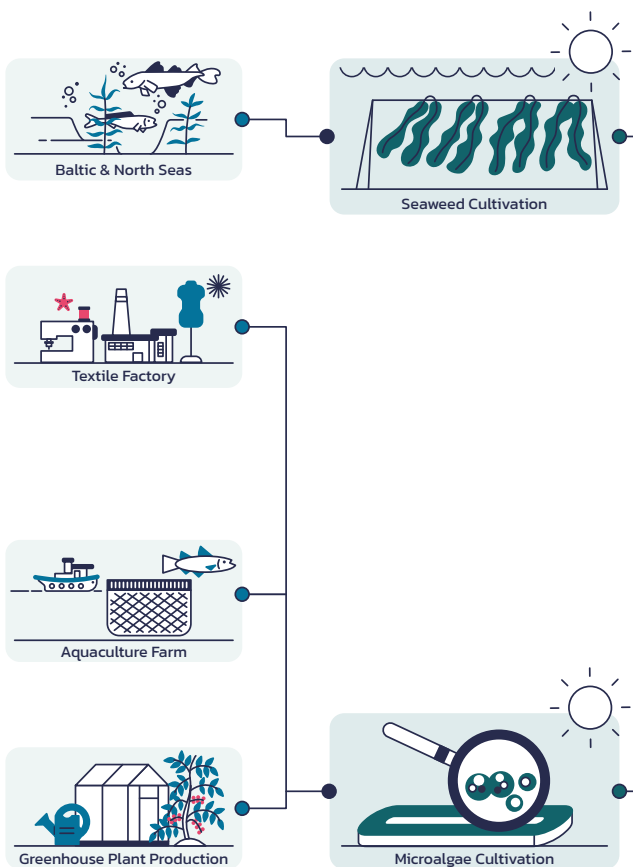 Baltic & North Seas
Seaweed Cultivation
Textile Factory
Aquaculture Farm
Greenhouse Plant Production
Microalgae Cultivation